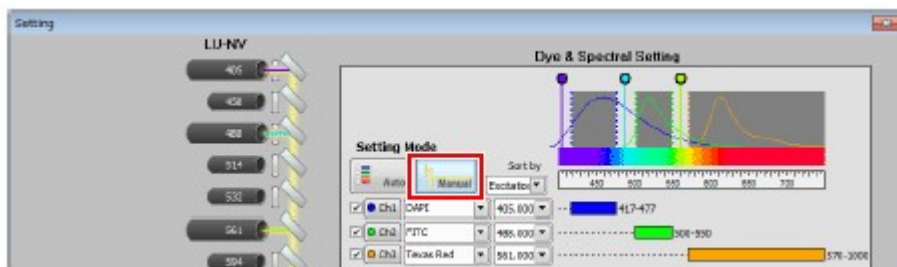 Setting
LU-NV
405
458
488
514
532
561
594
Dye & Spectral Setting
Setting Mode
Auto
Manual
Sort by
Excitation
450 500 550 600 650 700
Ch1 DAPI 405.000 417-477
Ch2 FITC 488.000 500-550
Ch3 Texas Red 561.000 570-1000